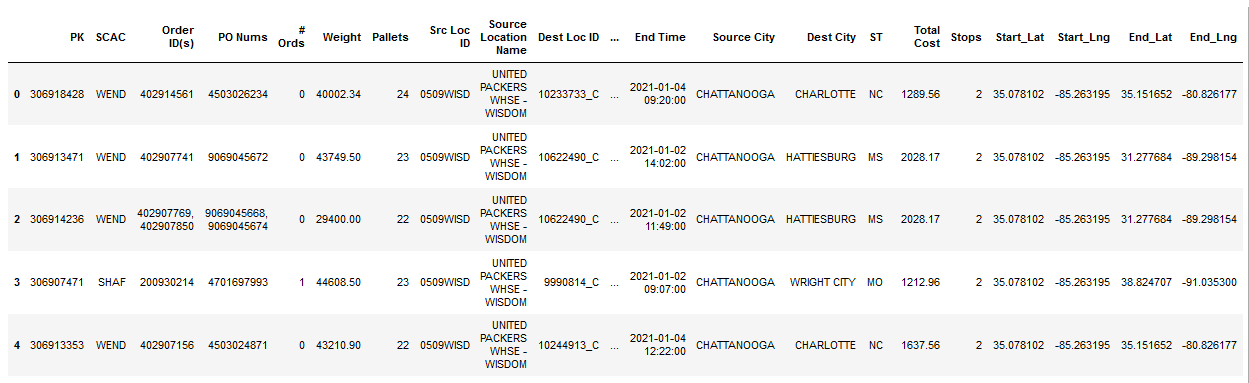 PK SCAC Order ID(s) PO Nums # Ords Weight Pallets Src Loc ID Source Location Name Dest Loc ID ... End Time Source City Dest City ST Total Cost Stops Start_Lat Start_Lng End_Lat End_Lng
0 306918428 WEND 402914561 4503026234 0 40002.34 24 0509WISD UNITED PACKERS WHSE - WISDOM 10233733_C ... 2021-01-04 09:20:00 CHATTANOOGA CHARLOTTE NC 1289.56 2 35.078102 -85.263195 35.151652 -80.826177
1 306913471 WEND 402907741 9069045672 0 43749.50 23 0509WISD UNITED PACKERS WHSE - WISDOM 10622490_C ... 2021-01-02 14:02:00 CHATTANOOGA HATTIESBURG MS 2028.17 2 35.078102 -85.263195 31.277684 -89.298154
2 306914236 WEND 402907769, 402907850 9069045668, 9069045674 0 29400.00 22 0509WISD UNITED PACKERS WHSE - WISDOM 10622490_C ... 2021-01-02 11:49:00 CHATTANOOGA HATTIESBURG MS 2028.17 2 35.078102 -85.263195 31.277684 -89.298154
3 306907471 SHAF 200930214 4701697993 1 44608.50 23 0509WISD UNITED PACKERS WHSE - WISDOM 9990814_C ... 2021-01-02 09:07:00 CHATTANOOGA WRIGHT CITY MO 1212.96 2 35.078102 -85.263195 38.824707 -91.035300
4 306913353 WEND 402907156 4503024871 0 43210.90 22 0509WISD UNITED PACKERS WHSE - WISDOM 10244913_C ... 2021-01-04 12:22:00 CHATTANOOGA CHARLOTTE NC 1637.56 2 35.078102 -85.263195 35.151652 -80.826177